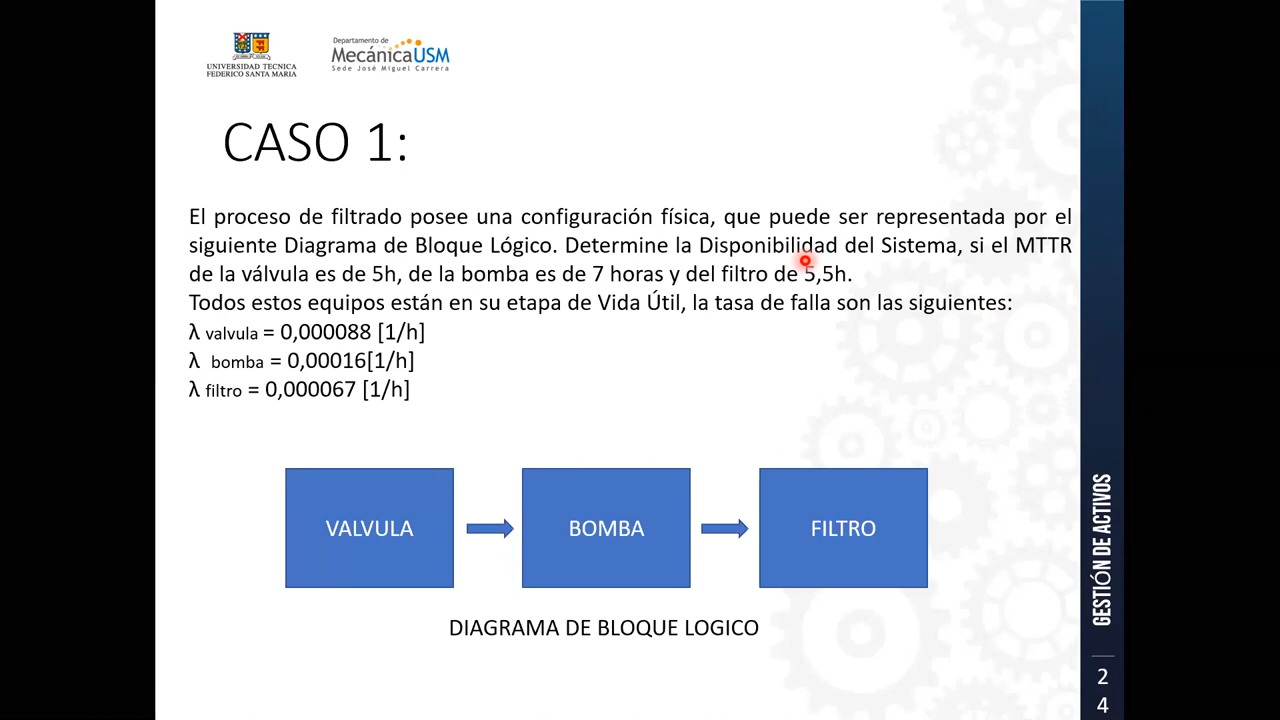 UNIVERSIDAD TECNICA
FEDERICO SANTA MARIA
Departamento de
MecánicaUSM
Sede José Miguel Carrera
CASO 1:
El proceso de filtrado posee una configuración física, que puede ser representada por el
siguiente Diagrama de Bloque Lógico. Determine la Disponibilidad del Sistema, si el MTTR
de la válvula es de 5h, de la bomba es de 7 horas y del filtro de 5,5h.
Todos estos equipos están en su etapa de Vida Útil, la tasa de falla son las siguientes:
λ valvula = 0,000088 [1/h]
λ bomba = 0,00016[1/h]
λ filtro = 0,000067 [1/h]
VALVULA
BOMBA
FILTRO
DIAGRAMA DE BLOQUE LOGICO
GESTIÓN DE ACTIVOS
2
4